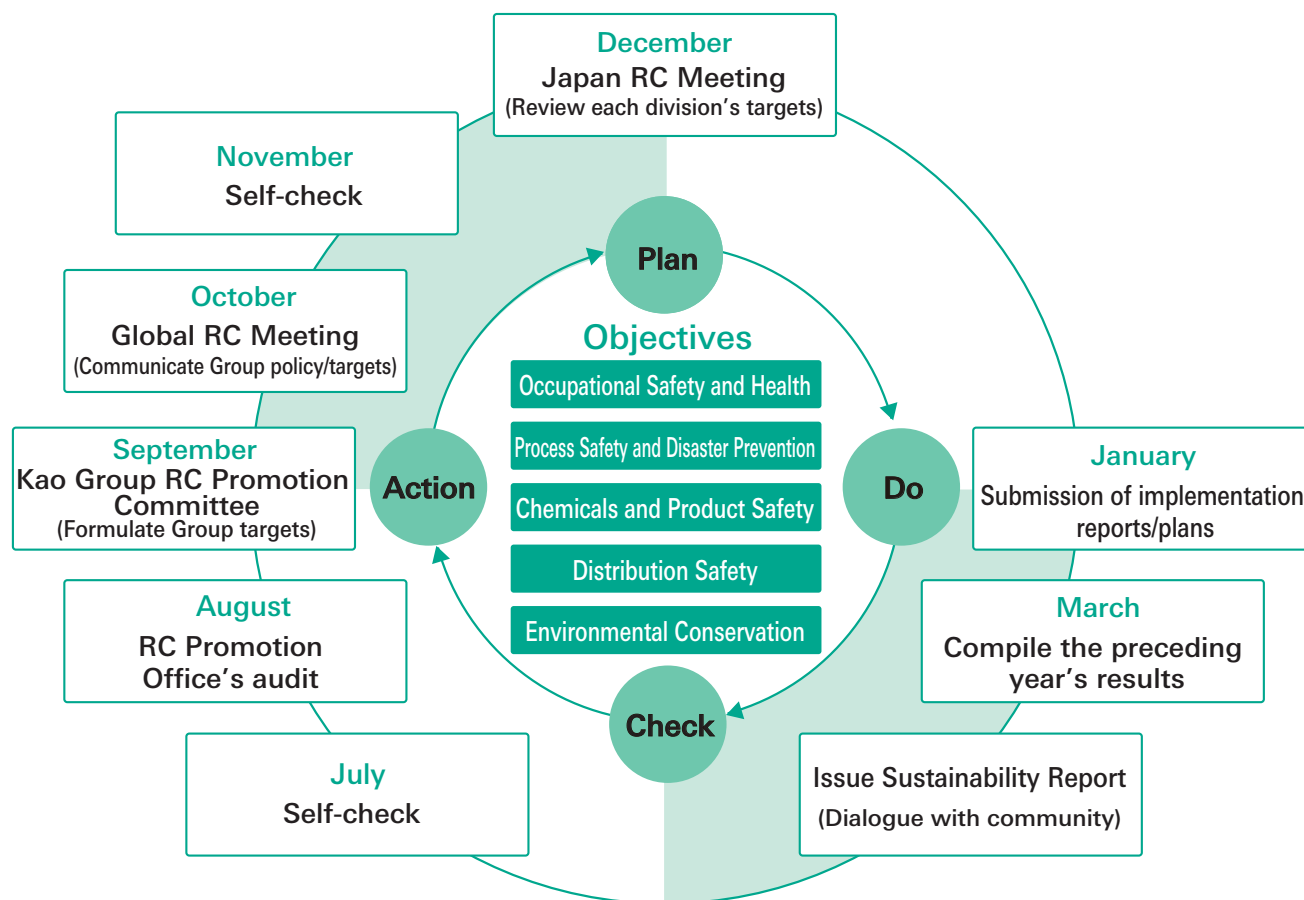 December
Japan RC Meeting
(Review each division's targets)
November
Self-check
October
Global RC Meeting
(Communicate Group policy/targets)
September
Kao Group RC Promotion
Committee
(Formulate Group targets)
August
RC Promotion
Office's audit
July
Self-check
Plan
Do
Check
Action
Objectives
Occupational Safety and Health
Process Safety and Disaster Prevention
Chemicals and Product Safety
Distribution Safety
Environmental Conservation
January
Submission of implementation
reports/plans
March
Compile the preceding
year's results
Issue Sustainability Report
(Dialogue with community)